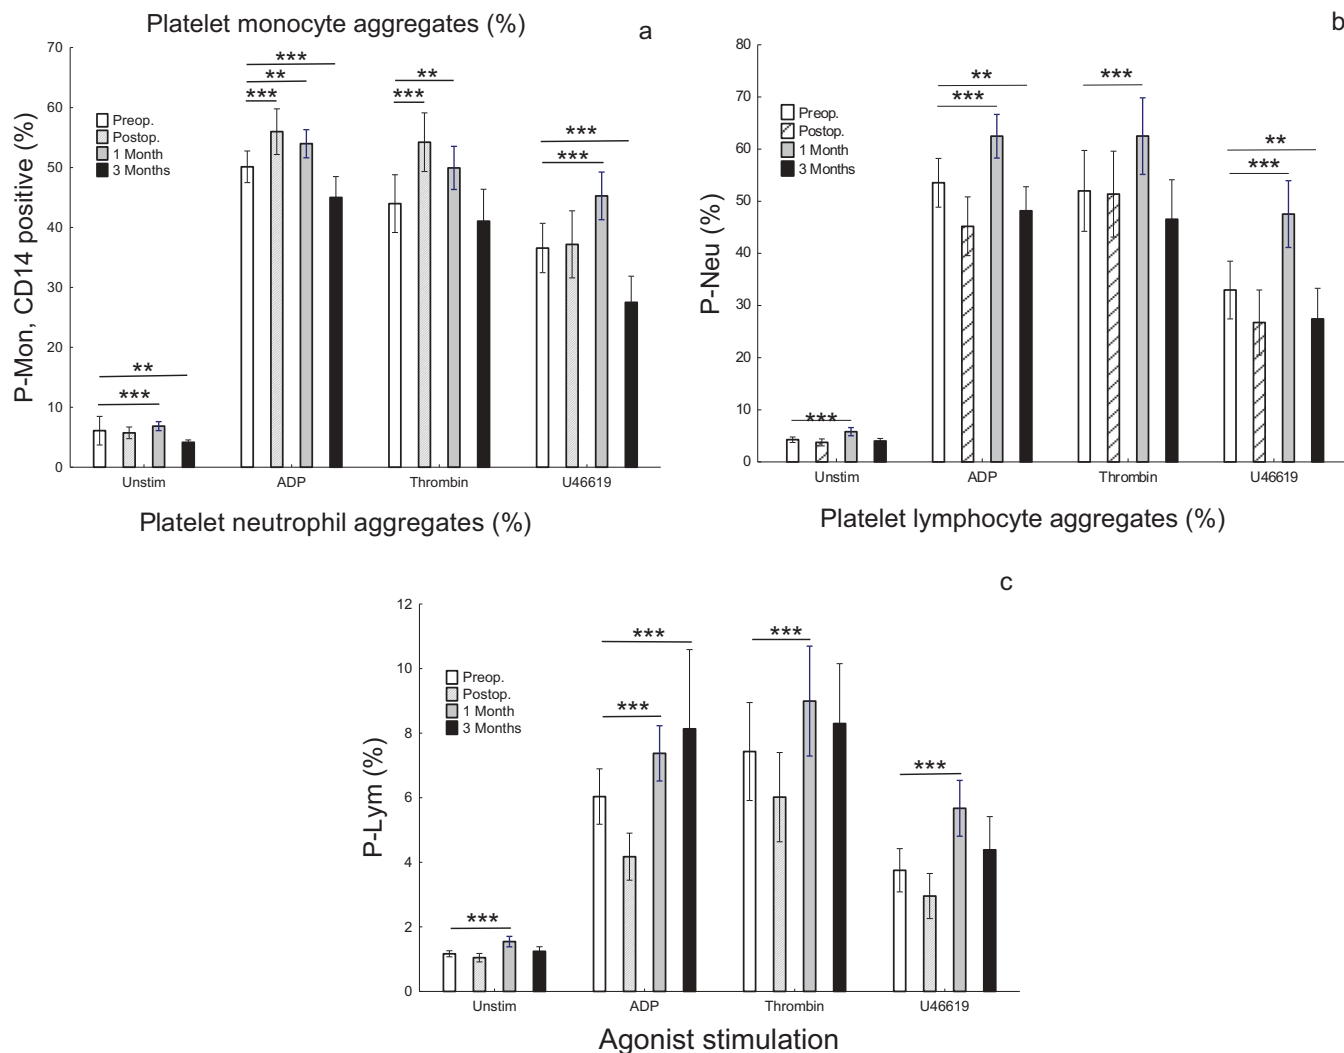 Platelet monocyte aggregates (%)
a
70
60
50
40
30
20
10
0
P-Mon, CD14 positive (%)
Preop.
Postop.
1 Month
3 Months
***
**
***
**
***
***
***
**
***
Unstim
ADP
Thrombin
U46619
Platelet neutrophil aggregates (%)
b
80
70
60
50
40
30
20
10
0
P-Neu (%)
Preop.
Postop.
1 Month
3 Months
**
***
***
**
***
***
Unstim
ADP
Thrombin
U46619
Platelet lymphocyte aggregates (%)
c
12
10
8
6
4
2
0
P-Lym (%)
Preop.
Postop.
1 Month
3 Months
***
***
***
***
***
Unstim
ADP
Thrombin
U46619
Agonist stimulation